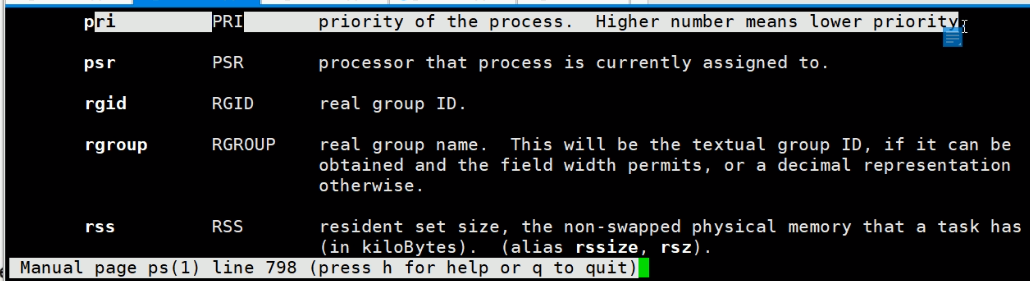 pri PRI priority of the process. Higher number means lower priority.
psr PSR processor that process is currently assigned to.
rgid RGID real group ID.
rgroup RGROUP real group name. This will be the textual group ID, if it can be
obtained and the field width permits, or a decimal representation
otherwise.
rss RSS resident set size, the non-swapped physical memory that a task has
(in kiloBytes). (alias rssize, rsz).
Manual page ps(1) line 798 (press h for help or q to quit)